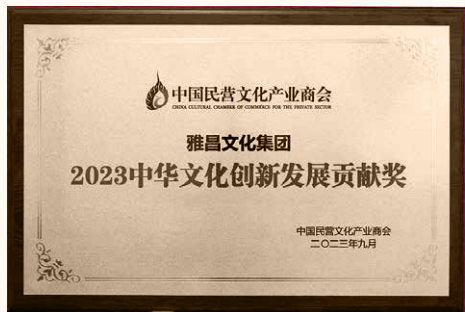 中国民营文化产业商会
CHINA CULTURAL CHAMBER OF COMMERCE FOR THE PRIVATE SECTOR
雅昌文化集团
2023中华文化创新发展贡献奖
中国民营文化产业商会
二〇二三年九月